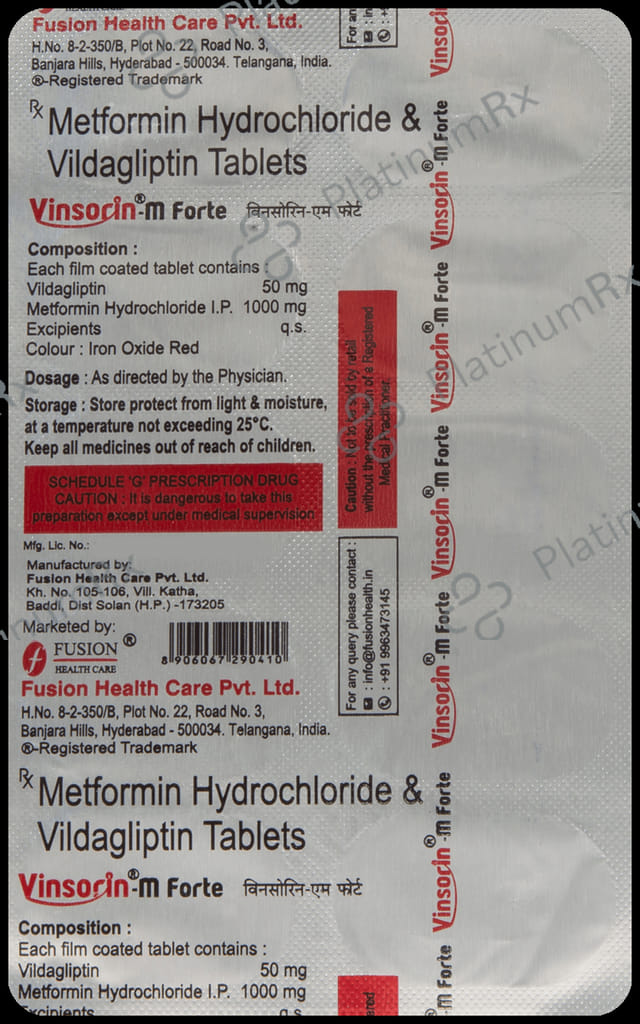 Fusion Health Care Pvt. Ltd.
H.No. 8-2-350/B, Plot No. 22, Road No. 3,
Banjara Hills, Hyderabad - 500034. Telangana, India.
®-Registered Trademark
Rx Metformin Hydrochloride &
Vildagliptin Tablets
Vinsorin®-M Forte विनसोरिन-एम फोर्ट
Composition :
Each film coated tablet contains :
Vildagliptin 50 mg
Metformin Hydrochloride I.P. 1000 mg
Excipients q.s.
Colour : Iron Oxide Red
Dosage : As directed by the Physician.
Storage : Store protect from light & moisture,
at a temperature not exceeding 25°C.
Keep all medicines out of reach of children.
SCHEDULE 'G' PRESCRIPTION DRUG
CAUTION : It is dangerous to take this
preparation except under medical supervision
Mfg. Lic. No.:
Manufactured by:
Fusion Health Care Pvt. Ltd.
Kh. No. 105-106, Vill. Katha,
Baddi, Dist Solan (H.P.) -173205
Marketed by:
FUSION®
HEALTH CARE
8 906067 290410
Fusion Health Care Pvt. Ltd.
H.No. 8-2-350/B, Plot No. 22, Road No. 3,
Banjara Hills, Hyderabad - 500034. Telangana, India.
®-Registered Trademark
Rx Metformin Hydrochloride &
Vildagliptin Tablets
Vinsorin®-M Forte विनसोरिन-एम फोर्ट
Composition :
Each film coated tablet contains :
Vildagliptin 50 mg
Metformin Hydrochloride I.P. 1000 mg
Excipients q.s.
For an
: in
: +
Caution : Not to be sold by retail
without the prescription of a Registered
Medical Practitioner.
For any query please contact :
: info@fusionhealth.in
: +91 9963473145
ered
Vinsorin
Vinsorin®-M Forte
Vinsorin®-M Forte
Vinsorin®-M Forte
Vinsorin®-M Forte
Vinsorin®-M Forte
®-M Forte
PlatinumRx
PlatinumRx
Platin